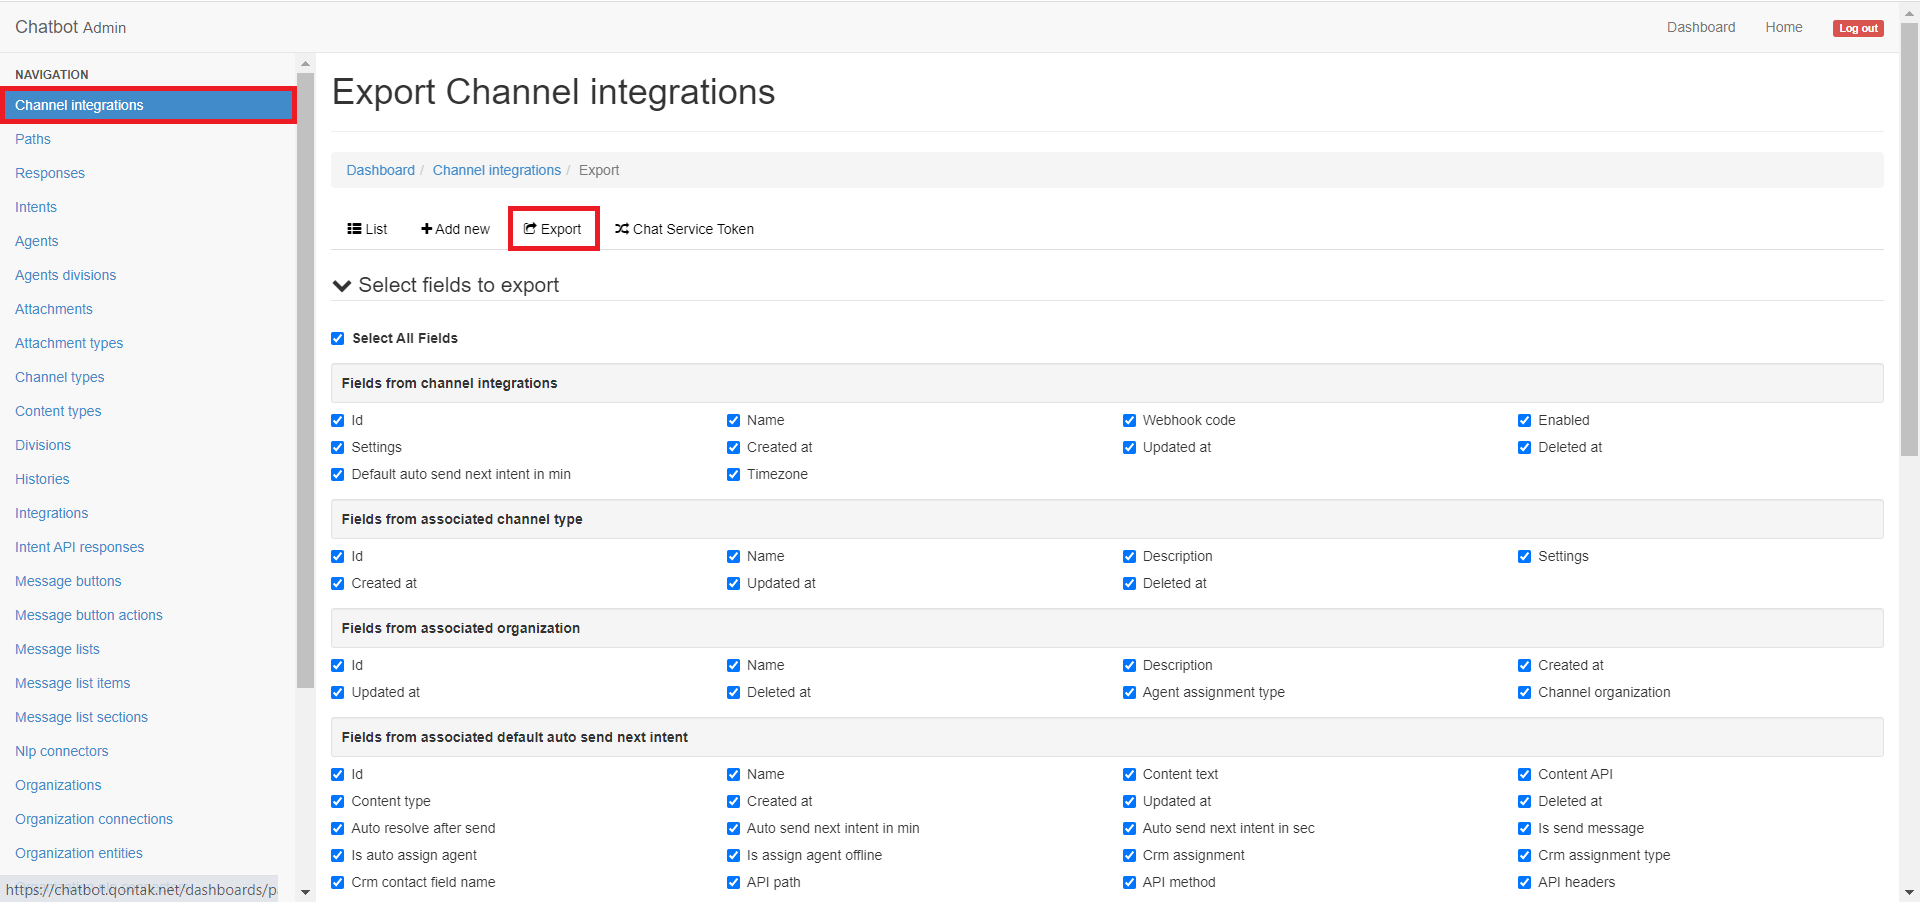 Chatbot Admin
Dashboard Home Log out
NAVIGATION
Channel integrations
Paths
Responses
Intents
Agents
Agents divisions
Attachments
Attachment types
Channel types
Content types
Divisions
Histories
Integrations
Intent API responses
Message buttons
Message button actions
Message lists
Message list items
Message list sections
Nlp connectors
Organizations
Organization connections
Organization entities
https://chatbot.qontak.net/dashboards/p
Export Channel integrations
Dashboard / Channel integrations / Export
List Add new Export Chat Service Token
Select fields to export
Select All Fields
Fields from channel integrations
Id Name Webhook code Enabled
Settings Created at Updated at Deleted at
Default auto send next intent in min Timezone
Fields from associated channel type
Id Name Description Settings
Created at Updated at Deleted at
Fields from associated organization
Id Name Description Created at
Updated at Deleted at Agent assignment type Channel organization
Fields from associated default auto send next intent
Id Name Content text Content API
Content type Created at Updated at Deleted at
Auto resolve after send Auto send next intent in min Auto send next intent in sec Is send message
Is auto assign agent Is assign agent offline Crm assignment Crm assignment type
Crm contact field name API path API method API headers